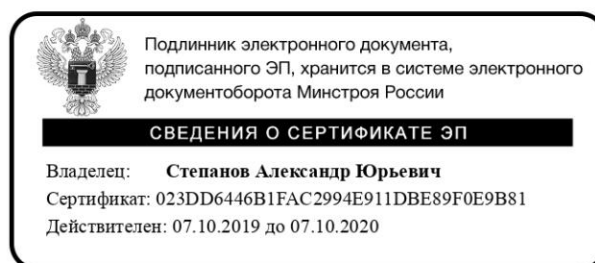 Подлинник электронного документа,
подписанного ЭП, хранится в системе электронного
документоборота Минстроя России
СВЕДЕНИЯ О СЕРТИФИКАТЕ ЭП
Владелец: Степанов Александр Юрьевич
Сертификат: 023DD6446B1FAC2994E911DBE89F0E9B81
Действителен: 07.10.2019 до 07.10.2020